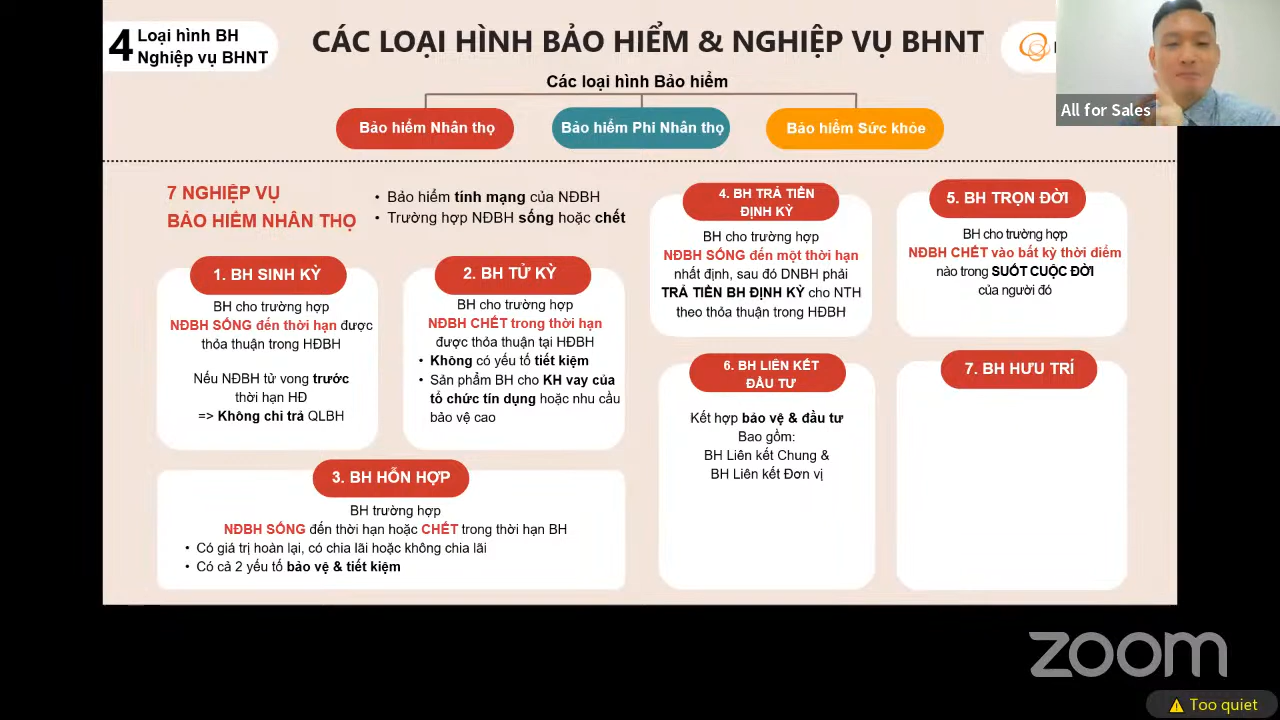 4
Loại hình BH
Nghiệp vụ BHNT
CÁC LOẠI HÌNH BẢO HIỂM & NGHIỆP VỤ BHNT
Các loại hình Bảo hiểm
Bảo hiểm Nhân thọ
Bảo hiểm Phi Nhân thọ
Bảo hiểm Sức khỏe
All for Sales
7 NGHIỆP VỤ
BẢO HIỂM NHÂN THỌ
• Bảo hiểm tính mạng của NĐBH
• Trường hợp NĐBH sống hoặc chết
1. BH SINH KỲ
BH cho trường hợp
NĐBH SỐNG đến thời hạn được
thỏa thuận trong HĐBH
Nếu NĐBH tử vong trước
thời hạn HĐ
=> Không chi trả QLBH
2. BH TỬ KỲ
BH cho trường hợp
NĐBH CHẾT trong thời hạn
được thỏa thuận tại HĐBH
• Không có yếu tố tiết kiệm
• Sản phẩm BH cho KH vay của
tổ chức tín dụng hoặc nhu cầu
bảo vệ cao
3. BH HỖN HỢP
BH trường hợp
NĐBH SỐNG đến thời hạn hoặc CHẾT trong thời hạn BH
• Có giá trị hoàn lại, có chia lãi hoặc không chia lãi
• Có cả 2 yếu tố bảo vệ & tiết kiệm
4. BH TRẢ TIỀN
ĐỊNH KỲ
BH cho trường hợp
NĐBH SỐNG đến một thời hạn
nhất định, sau đó DNBH phải
TRẢ TIỀN BH ĐỊNH KỲ cho NTH
theo thỏa thuận trong HĐBH
5. BH TRỌN ĐỜI
BH cho trường hợp
NĐBH CHẾT vào bất kỳ thời điểm
nào trong SUỐT CUỘC ĐỜI
của người đó
6. BH LIÊN KẾT
ĐẦU TƯ
Kết hợp bảo vệ & đầu tư
Bao gồm:
BH Liên kết Chung &
BH Liên kết Đơn vị
7. BH HƯU TRÍ
zoom
Too quiet